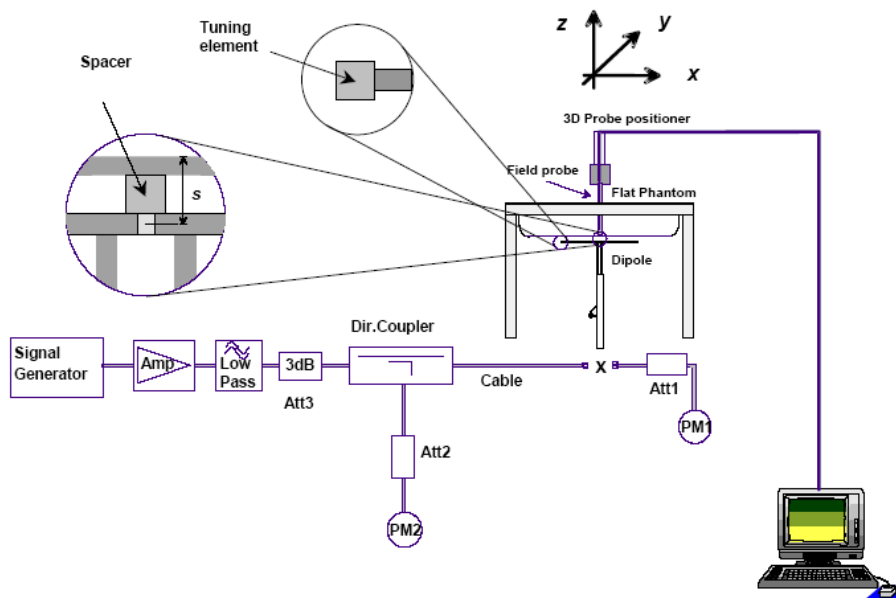 Tuning
element
Spacer
z
y
x
3D Probe positioner
Field probe
Flat Phantom
s
Dipole
Dir.Coupler
Signal
Generator
Amp
Low
Pass
3dB
Att3
Cable
X
Att1
PM1
Att2
PM2